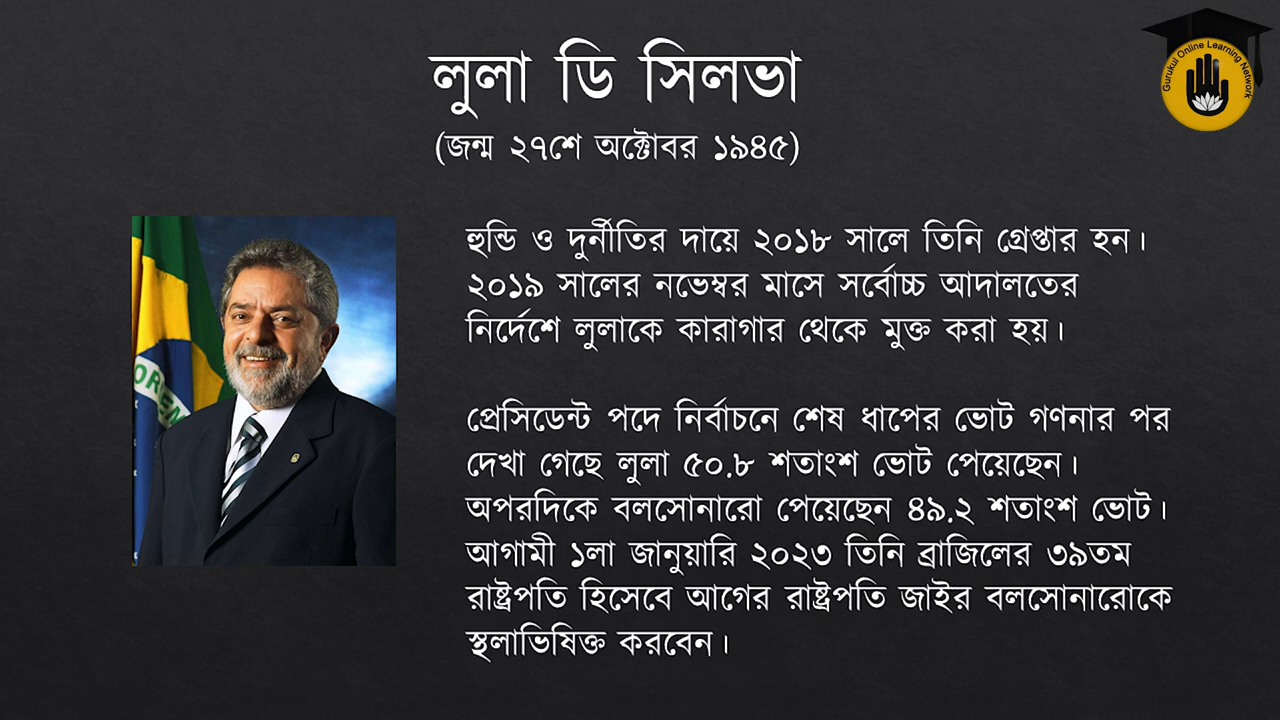 লুলা ডি সিলভা
(জন্ম ২৭শে অক্টোবর ১৯৪৫)
Gurukul Online Learning Network
হুন্ডি ও দুর্নীতির দায়ে ২০১৮ সালে তিনি গ্রেপ্তার হন।
২০১৯ সালের নভেম্বর মাসে সর্বোচ্চ আদালতের
নির্দেশে লুলাকে কারাগার থেকে মুক্ত করা হয়।
প্রেসিডেন্ট পদে নির্বাচনে শেষ ধাপের ভোট গণনার পর
দেখা গেছে লুলা ৫০.৮ শতাংশ ভোট পেয়েছেন।
অপরদিকে বলসোনারো পেয়েছেন ৪৯.২ শতাংশ ভোট।
আগামী ১লা জানুয়ারি ২০২৩ তিনি ব্রাজিলের ৩৯তম
রাষ্ট্রপতি হিসেবে আগের রাষ্ট্রপতি জাইর বলসোনারোকে
স্থলাভিষিক্ত করবেন।